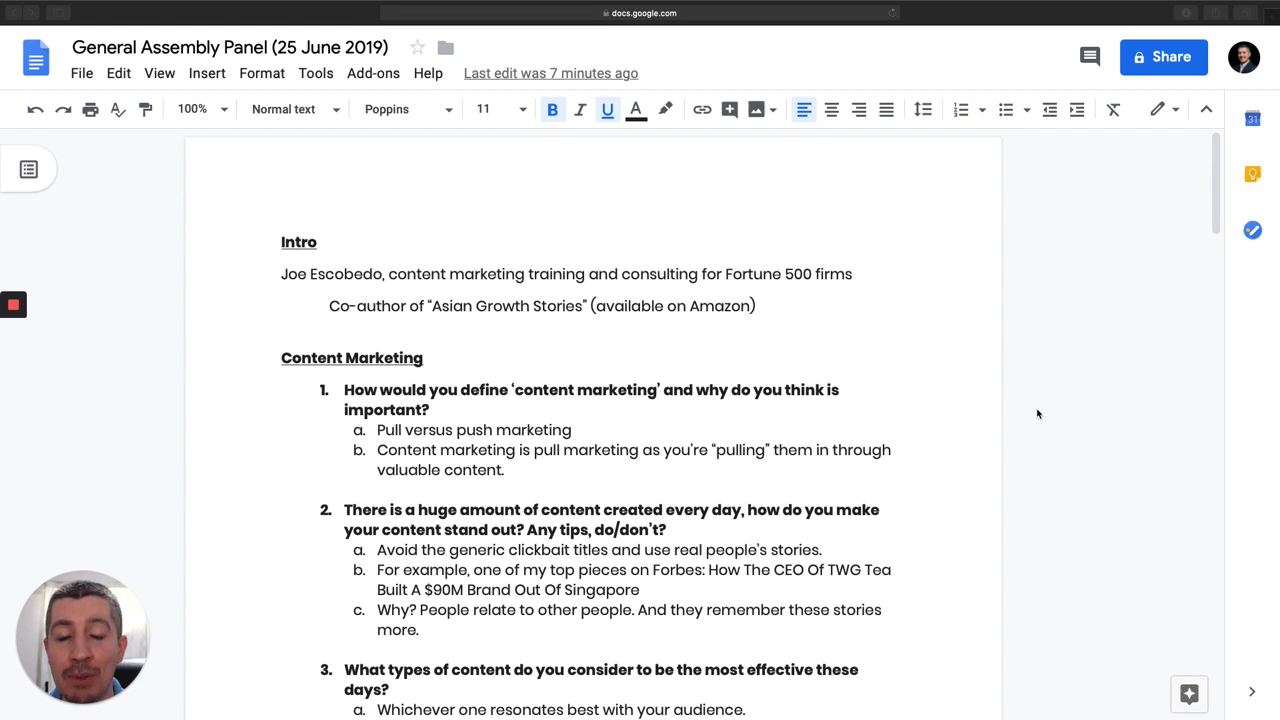 docs.google.com
General Assembly Panel (25 June 2019)
Share
File Edit View Insert Format Tools Add-ons Help Last edit was 7 minutes ago
100% Normal text Poppins 11 B I U A
31
Intro
Joe Escobedo, content marketing training and consulting for Fortune 500 firms
Co-author of “Asian Growth Stories” (available on Amazon)
Content Marketing
1. How would you define ‘content marketing’ and why do you think is
important?
a. Pull versus push marketing
b. Content marketing is pull marketing as you're “pulling” them in through
valuable content.
2. There is a huge amount of content created every day, how do you make
your content stand out? Any tips, do/don't?
a. Avoid the generic clickbait titles and use real people's stories.
b. For example, one of my top pieces on Forbes: How The CEO Of TWG Tea
Built A $90M Brand Out Of Singapore
c. Why? People relate to other people. And they remember these stories
more.
3. What types of content do you consider to be the most effective these
days?
a. Whichever one resonates best with your audience.